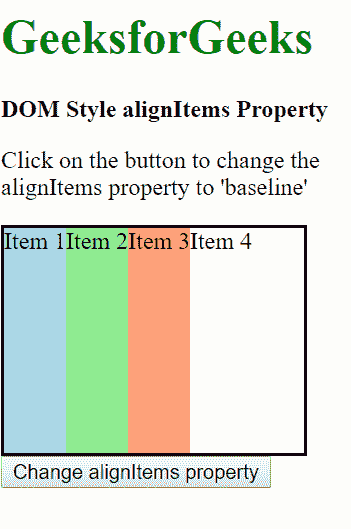 GeeksforGeeks
DOM Style alignItems Property
Click on the button to change the
alignItems property to 'baseline'
Item 1 Item 2 Item 3 Item 4
Change alignItems property